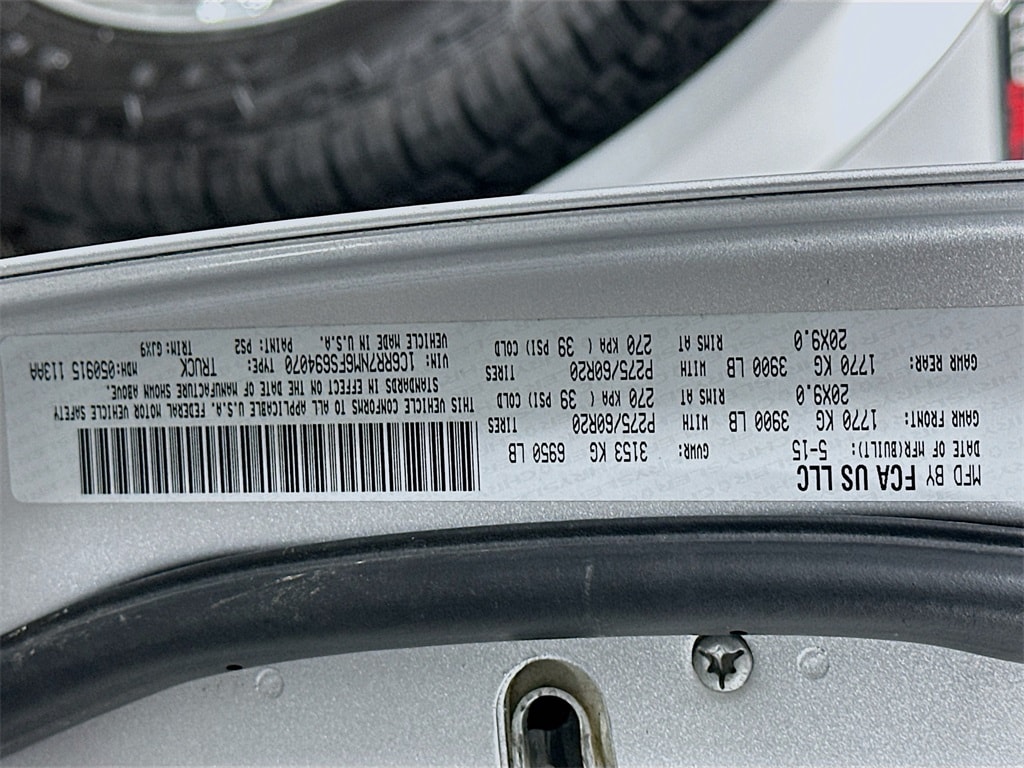 MFD BY FCA US LLC
DATE OF MFR(BUILT): 5-15 GVWR: 3153 KG 6950 LB
GAWR FRONT: 1770 KG 3900 LB WITH P275/60R20 TIRES
20X9.0 RIMS AT 270 KPA ( 39 PSI) COLD
GAWR REAR: 1770 KG 3900 LB WITH P275/60R20 TIRES
20X9.0 RIMS AT 270 KPA ( 39 PSI) COLD
THIS VEHICLE CONFORMS TO ALL APPLICABLE U.S.A. FEDERAL MOTOR VEHICLE SAFETY
STANDARDS IN EFFECT ON THE DATE OF MANUFACTURE SHOWN ABOVE.
VIN: 1C6RR7NM6FS694070 TYPE: TRUCK MDH:050915 113AA
VEHICLE MADE IN U.S.A. PAINT: PS2 TRIM: GJX9